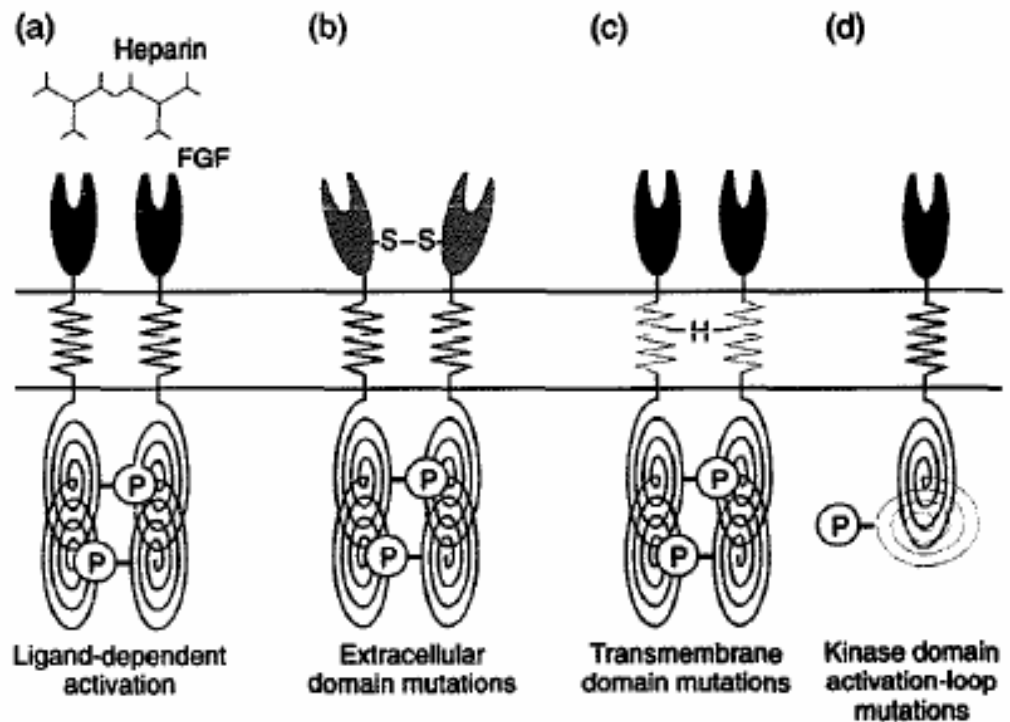 (a)
(b)
(c)
(d)
Heparin
FGF
S–S
H
P
P
P
P
P
P
P
Ligand-dependent
activation
Extracellular
domain mutations
Transmembrane
domain mutations
Kinase domain
activation-loop
mutations